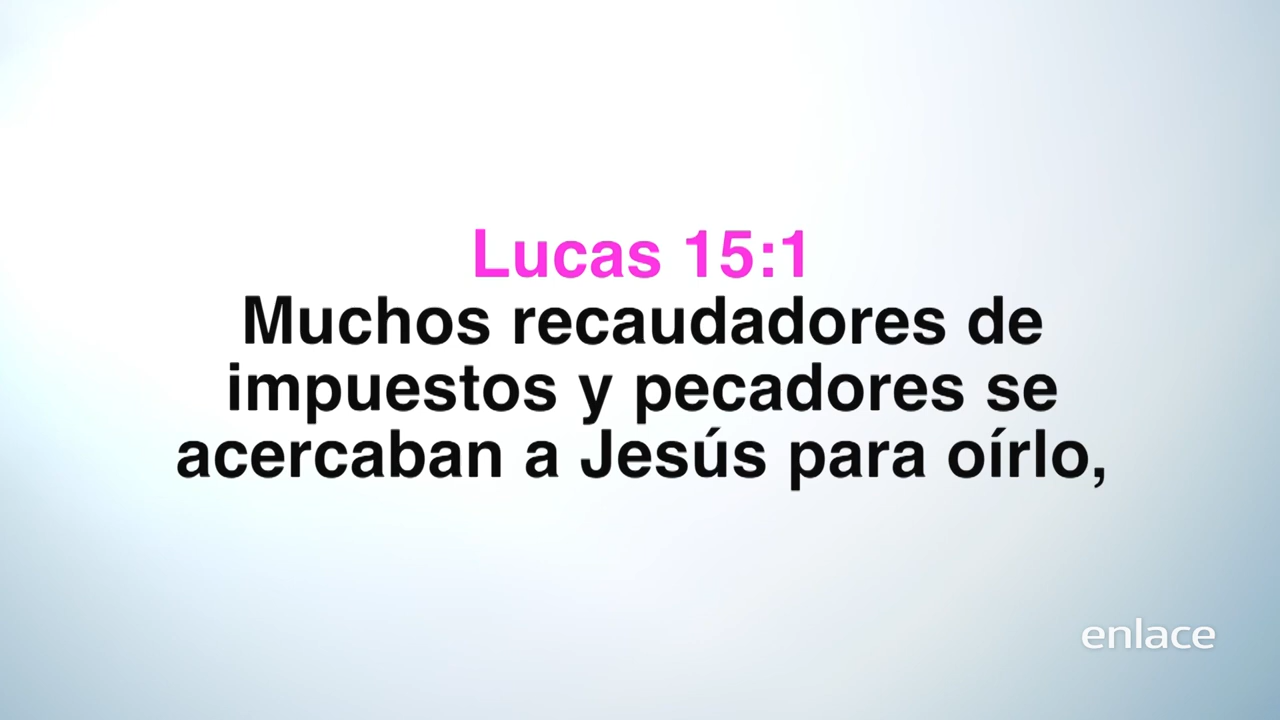 Lucas 15:1
Muchos recaudadores de
impuestos y pecadores se
acercaban a Jesús para oírlo,
enlace